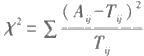 χ² = Σ (A_ij − T_ij)² / T_ij